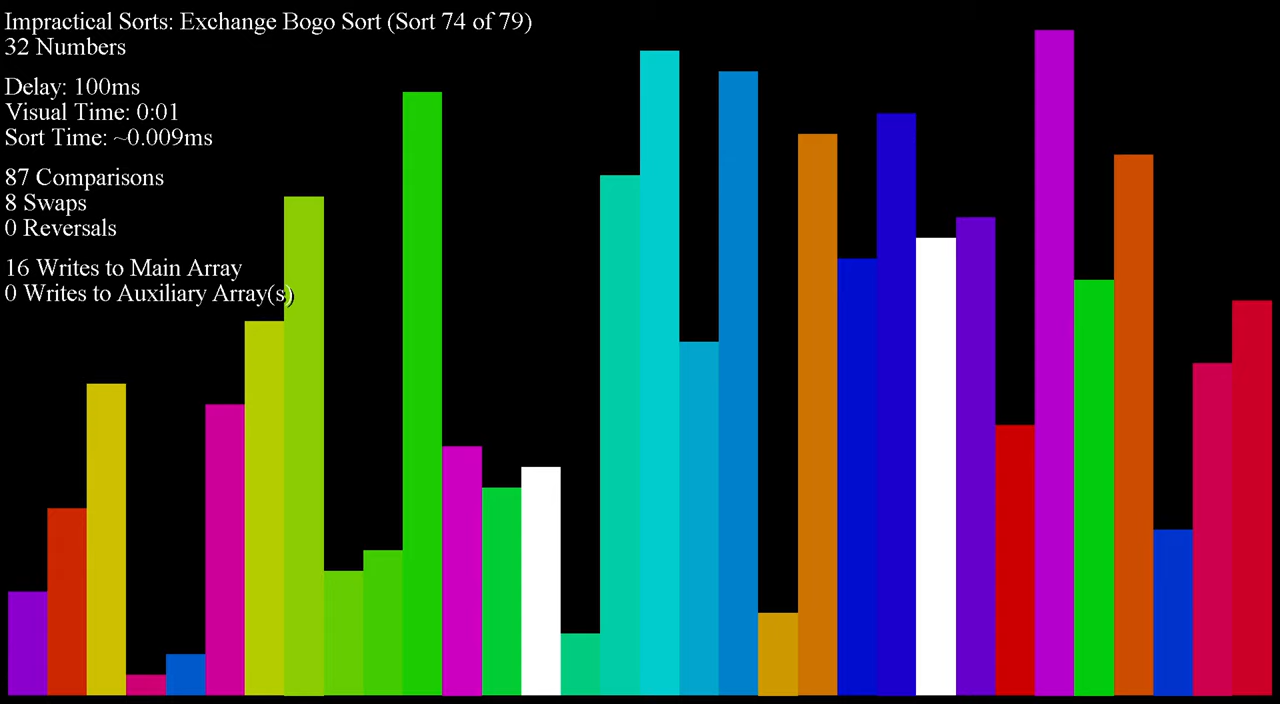 Impractical Sorts: Exchange Bogo Sort (Sort 74 of 79)
32 Numbers
Delay: 100ms
Visual Time: 0:01
Sort Time: ~0.009ms
87 Comparisons
8 Swaps
0 Reversals
16 Writes to Main Array
0 Writes to Auxiliary Array(s)